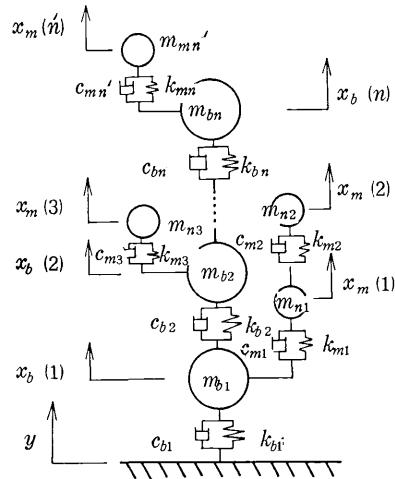 x_m (n′) m_mn′
c_mn′ k_mn m_bn x_b (n)
c_bn k_bn
x_m (3) m_n3 m_n2 x_m (2)
x_b (2) c_m3 k_m3 m_b2 c_m2 k_m2
m_n1 x_m (1)
c_b2 k_b2 c_m1 k_m1
x_b (1) m_b1
y c_b1 k_b1